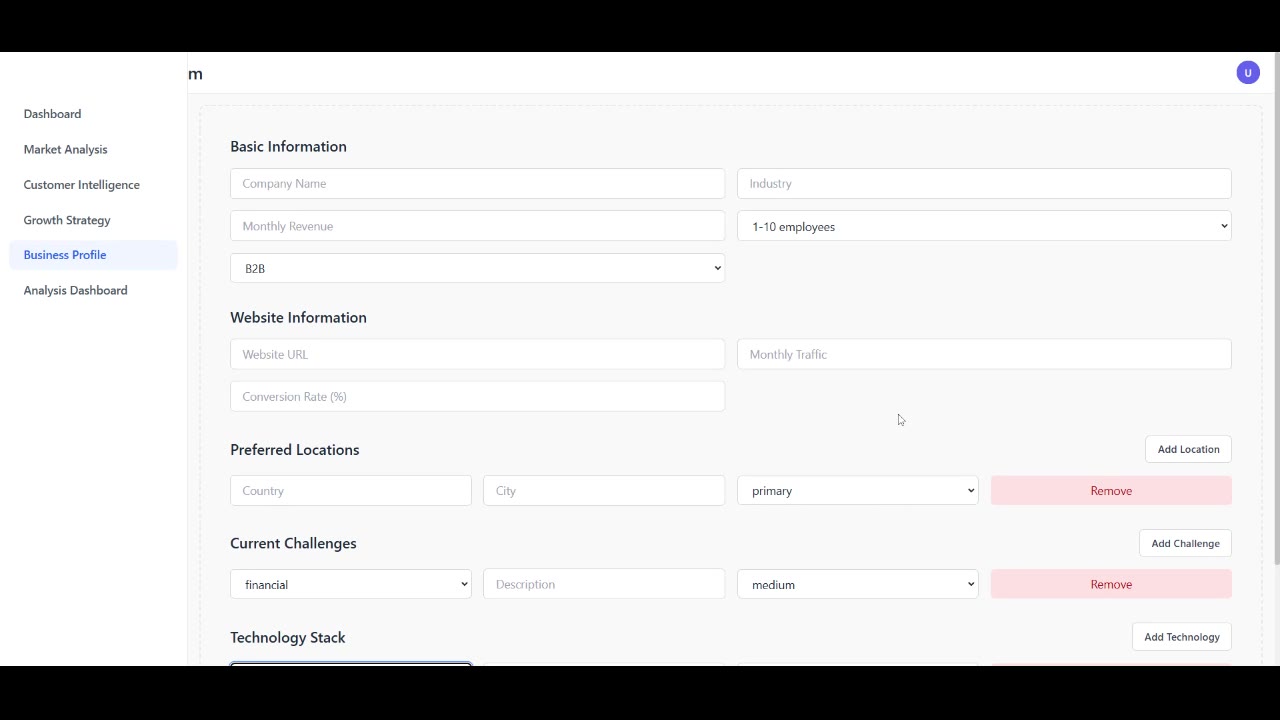 m
U
Dashboard
Market Analysis
Customer Intelligence
Growth Strategy
Business Profile
Analysis Dashboard
Basic Information
Company Name
Industry
Monthly Revenue
1-10 employees
B2B
Website Information
Website URL
Monthly Traffic
Conversion Rate (%)
Preferred Locations
Add Location
Country
City
primary
Remove
Current Challenges
Add Challenge
financial
Description
medium
Remove
Technology Stack
Add Technology